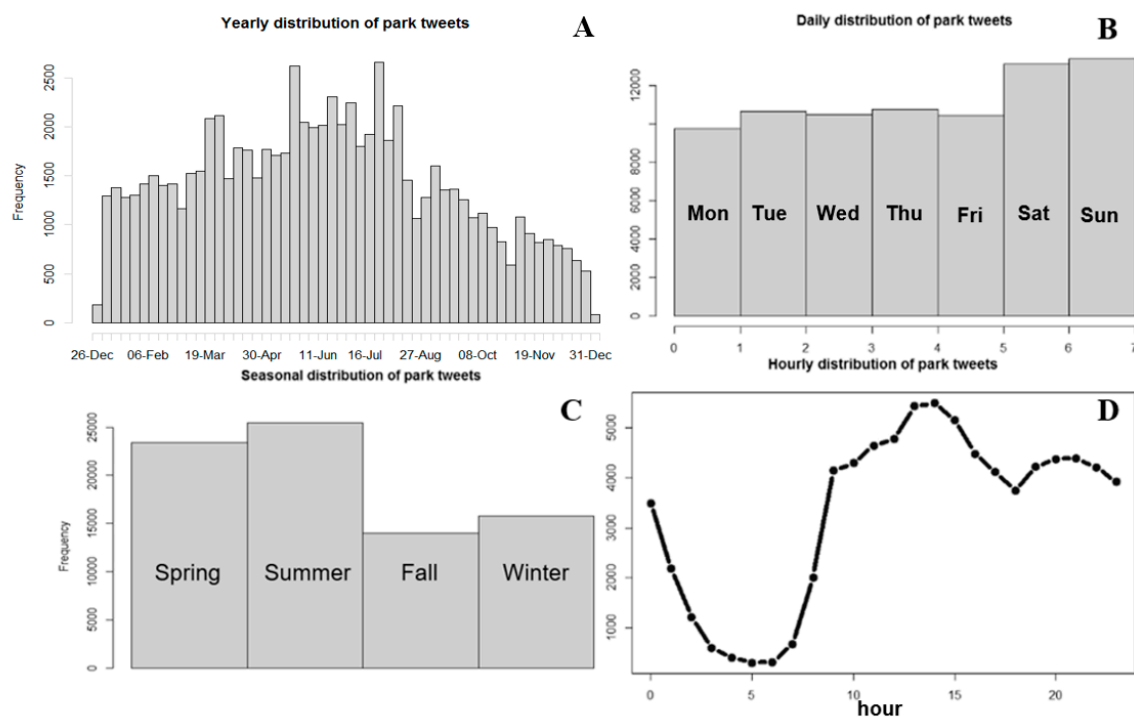 Yearly distribution of park tweets
A
Frequency
2500
2000
1500
1000
500
0
26-Dec 06-Feb 19-Mar 30-Apr 11-Jun 16-Jul 27-Aug 08-Oct 19-Nov 31-Dec
Daily distribution of park tweets
B
12000
10000
8000
6000
4000
2000
0
Mon Tue Wed Thu Fri Sat Sun
0 1 2 3 4 5 6 7
Seasonal distribution of park tweets
C
Frequency
25000
20000
15000
10000
5000
0
Spring Summer Fall Winter
Hourly distribution of park tweets
D
5000
4000
3000
2000
1000
0 5 10 15 20
hour